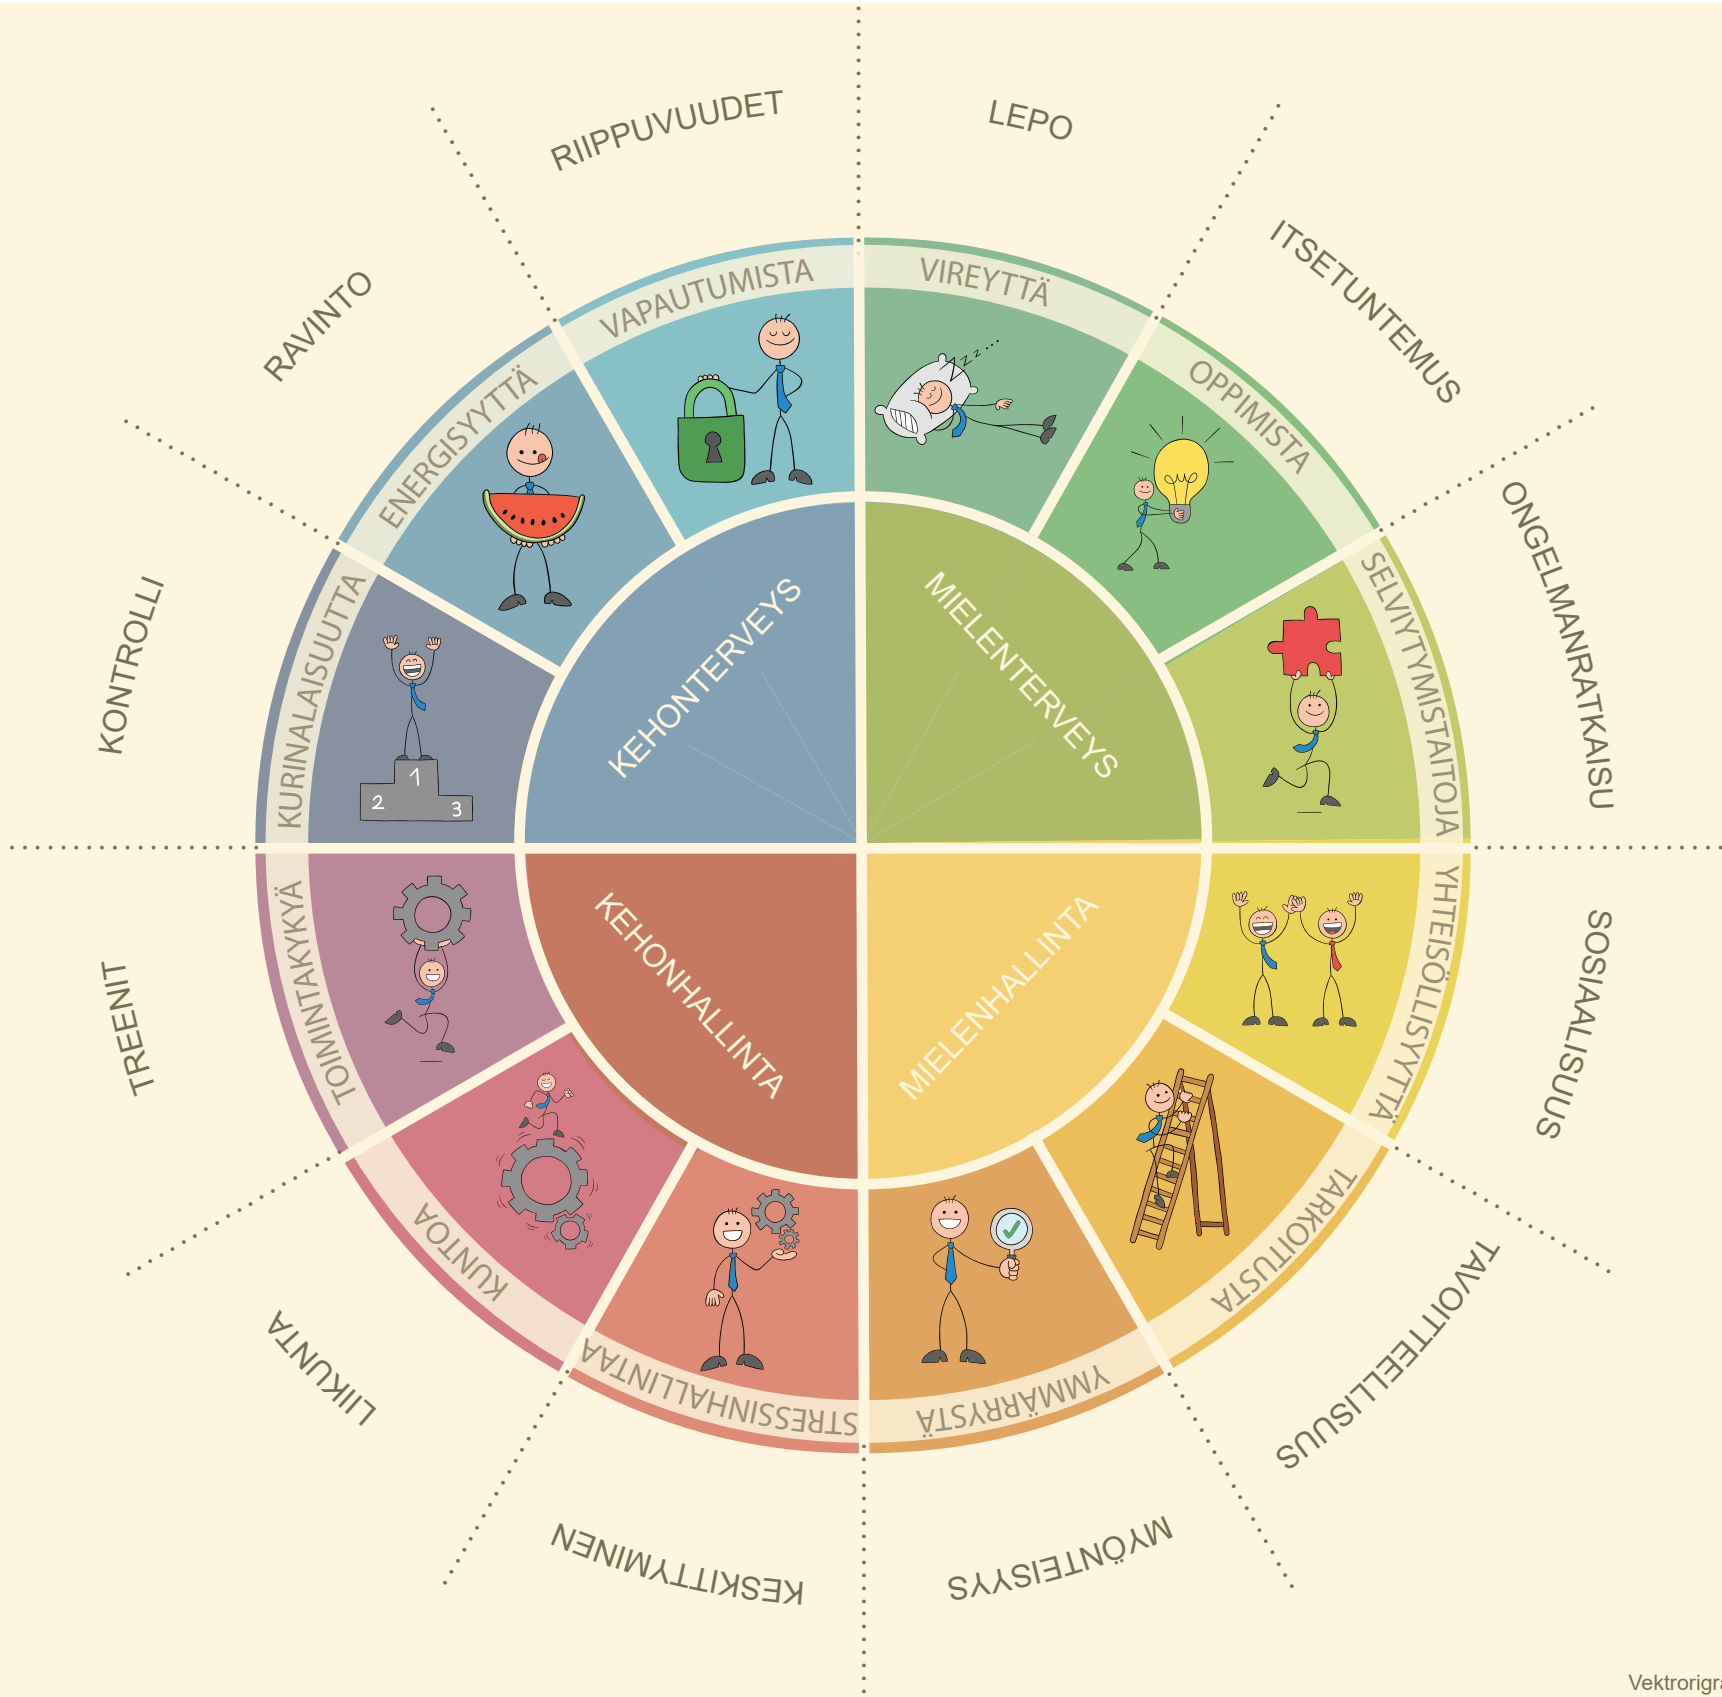 LEPO
ITSETUNTEMUS
ONGELMANRATKAISU
SOSIAALISUUS
TAVOITTEELLISUUS
MYÖNTEISYYS
KESKITTYMINEN
LIIKUNTA
TREENIT
KONTROLLI
RAVINTO
RIIPPUVUUDET
VIREYTTÄ
OPPIMISTA
SELVIYTYMISTAITOJA
YHTEISÖLLISYYTTÄ
TARKOITUSTA
YMMÄRRYSTÄ
STRESSINHALLINTAA
KUNTOA
TOIMINTAKYKYÄ
KURINALAISUUTTA
ENERGISYYTTÄ
VAPAUTUMISTA
KEHONTERVEYS
MIELENTERVEYS
MIELENHALLINTA
KEHONHALLINTA
1
2
3
Vektrorigra